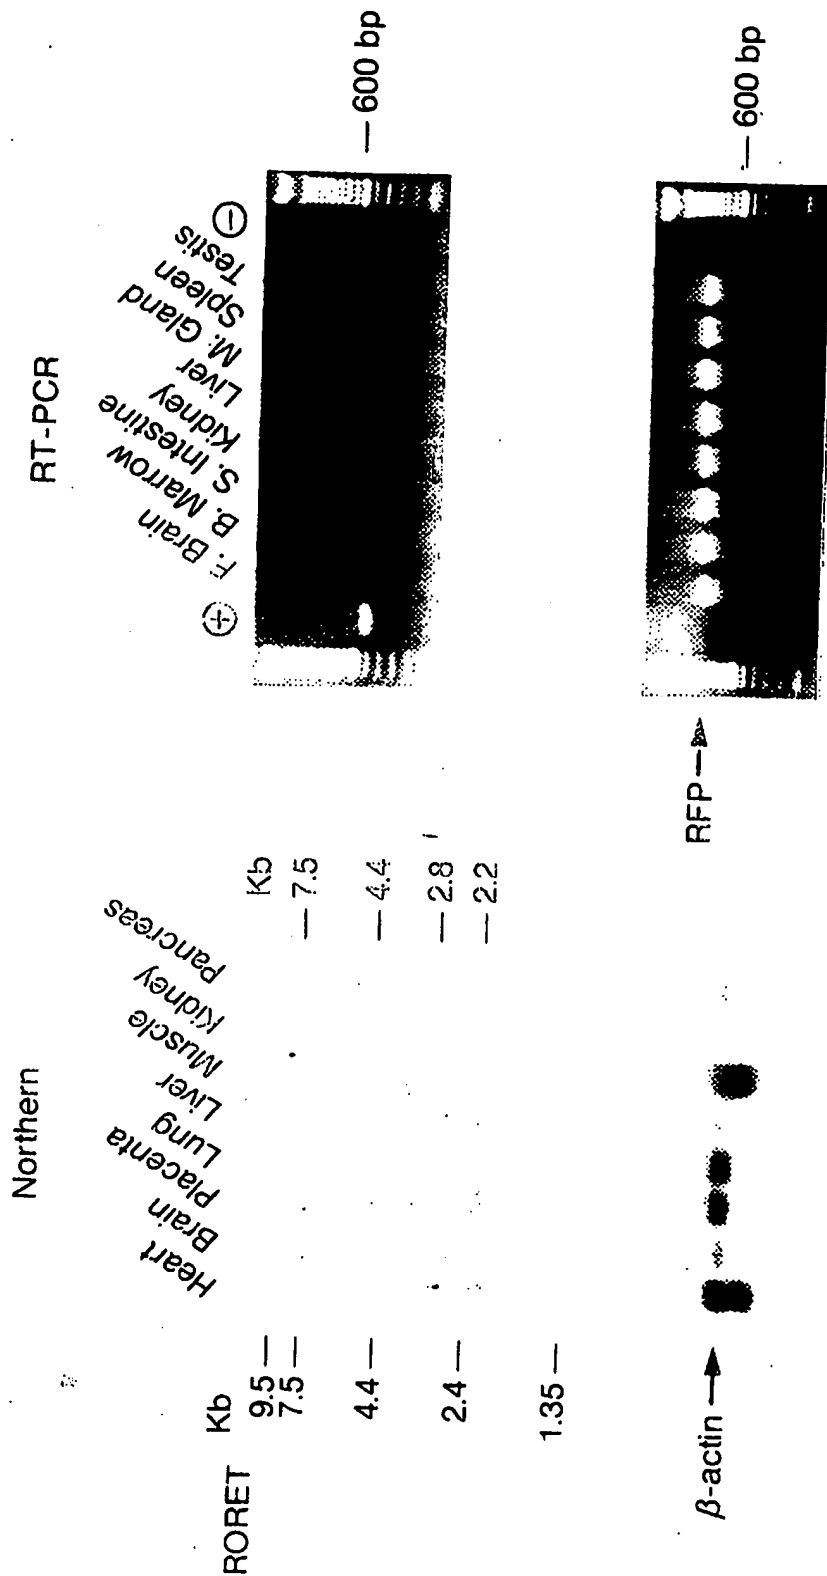 Northern
RORET
Kb
9.5
7.5
4.4
2.4
1.35
Heart
Brain
Placenta
Lung
Liver
Muscle
Kidney
Pancreas
Kb
7.5
4.4
2.8
2.2
β-actin
RT-PCR
+
F. Brain
B. Marrow
S. Intestine
Kidney
Liver
M. Gland
Spleen
Testis
−
600 bp
RFP
600 bp